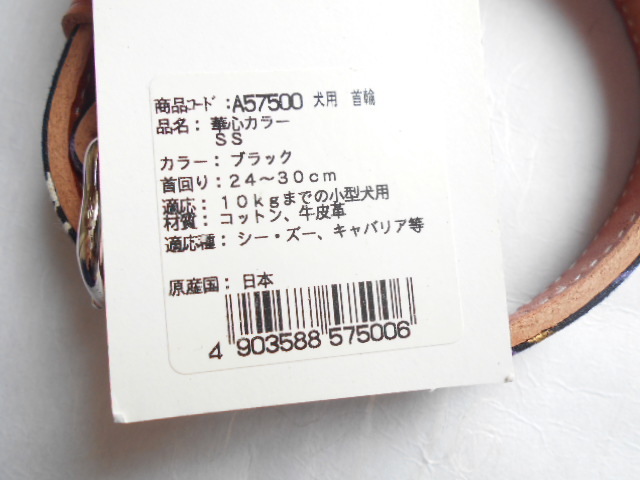 商品コード：A57500 犬用 首輪
品名：華心カラー
ＳＳ
カラー：ブラック
首回り：２４～３０ｃｍ
適応：１０ｋｇまでの小型犬用
材質：コットン、牛皮革
適応種：シー・ズー、キャバリア等
原産国：日本
4 903588 575006